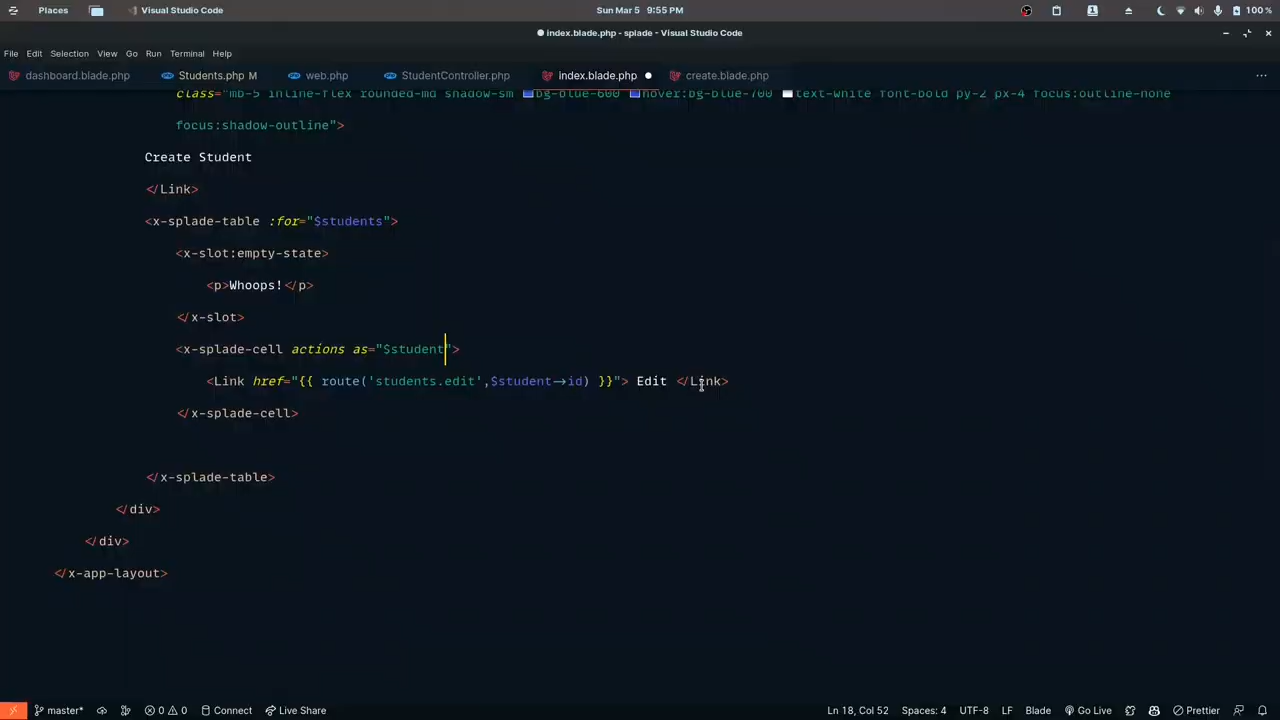 Places Visual Studio Code Sun Mar 5 9:55 PM 100 %
index.blade.php - splade - Visual Studio Code
File Edit Selection View Go Run Terminal Help
dashboard.blade.php Students.php M web.php StudentController.php index.blade.php create.blade.php
class="mb-5 inline-flex rounded-md shadow-sm bg-blue-600 hover:bg-blue-700 text-white font-bold py-2 px-4 focus:outline-none
focus:shadow-outline">
Create Student
</Link>
<x-splade-table :for="$students">
<x-slot:empty-state>
<p>Whoops!</p>
</x-slot>
<x-splade-cell actions as="$student">
<Link href="{{ route('students.edit',$student->id) }}"> Edit </Link>
</x-splade-cell>
</x-splade-table>
</div>
</div>
</x-app-layout>
master* 0 0 Connect Live Share Ln 18, Col 52 Spaces: 4 UTF-8 LF Blade Go Live Prettier